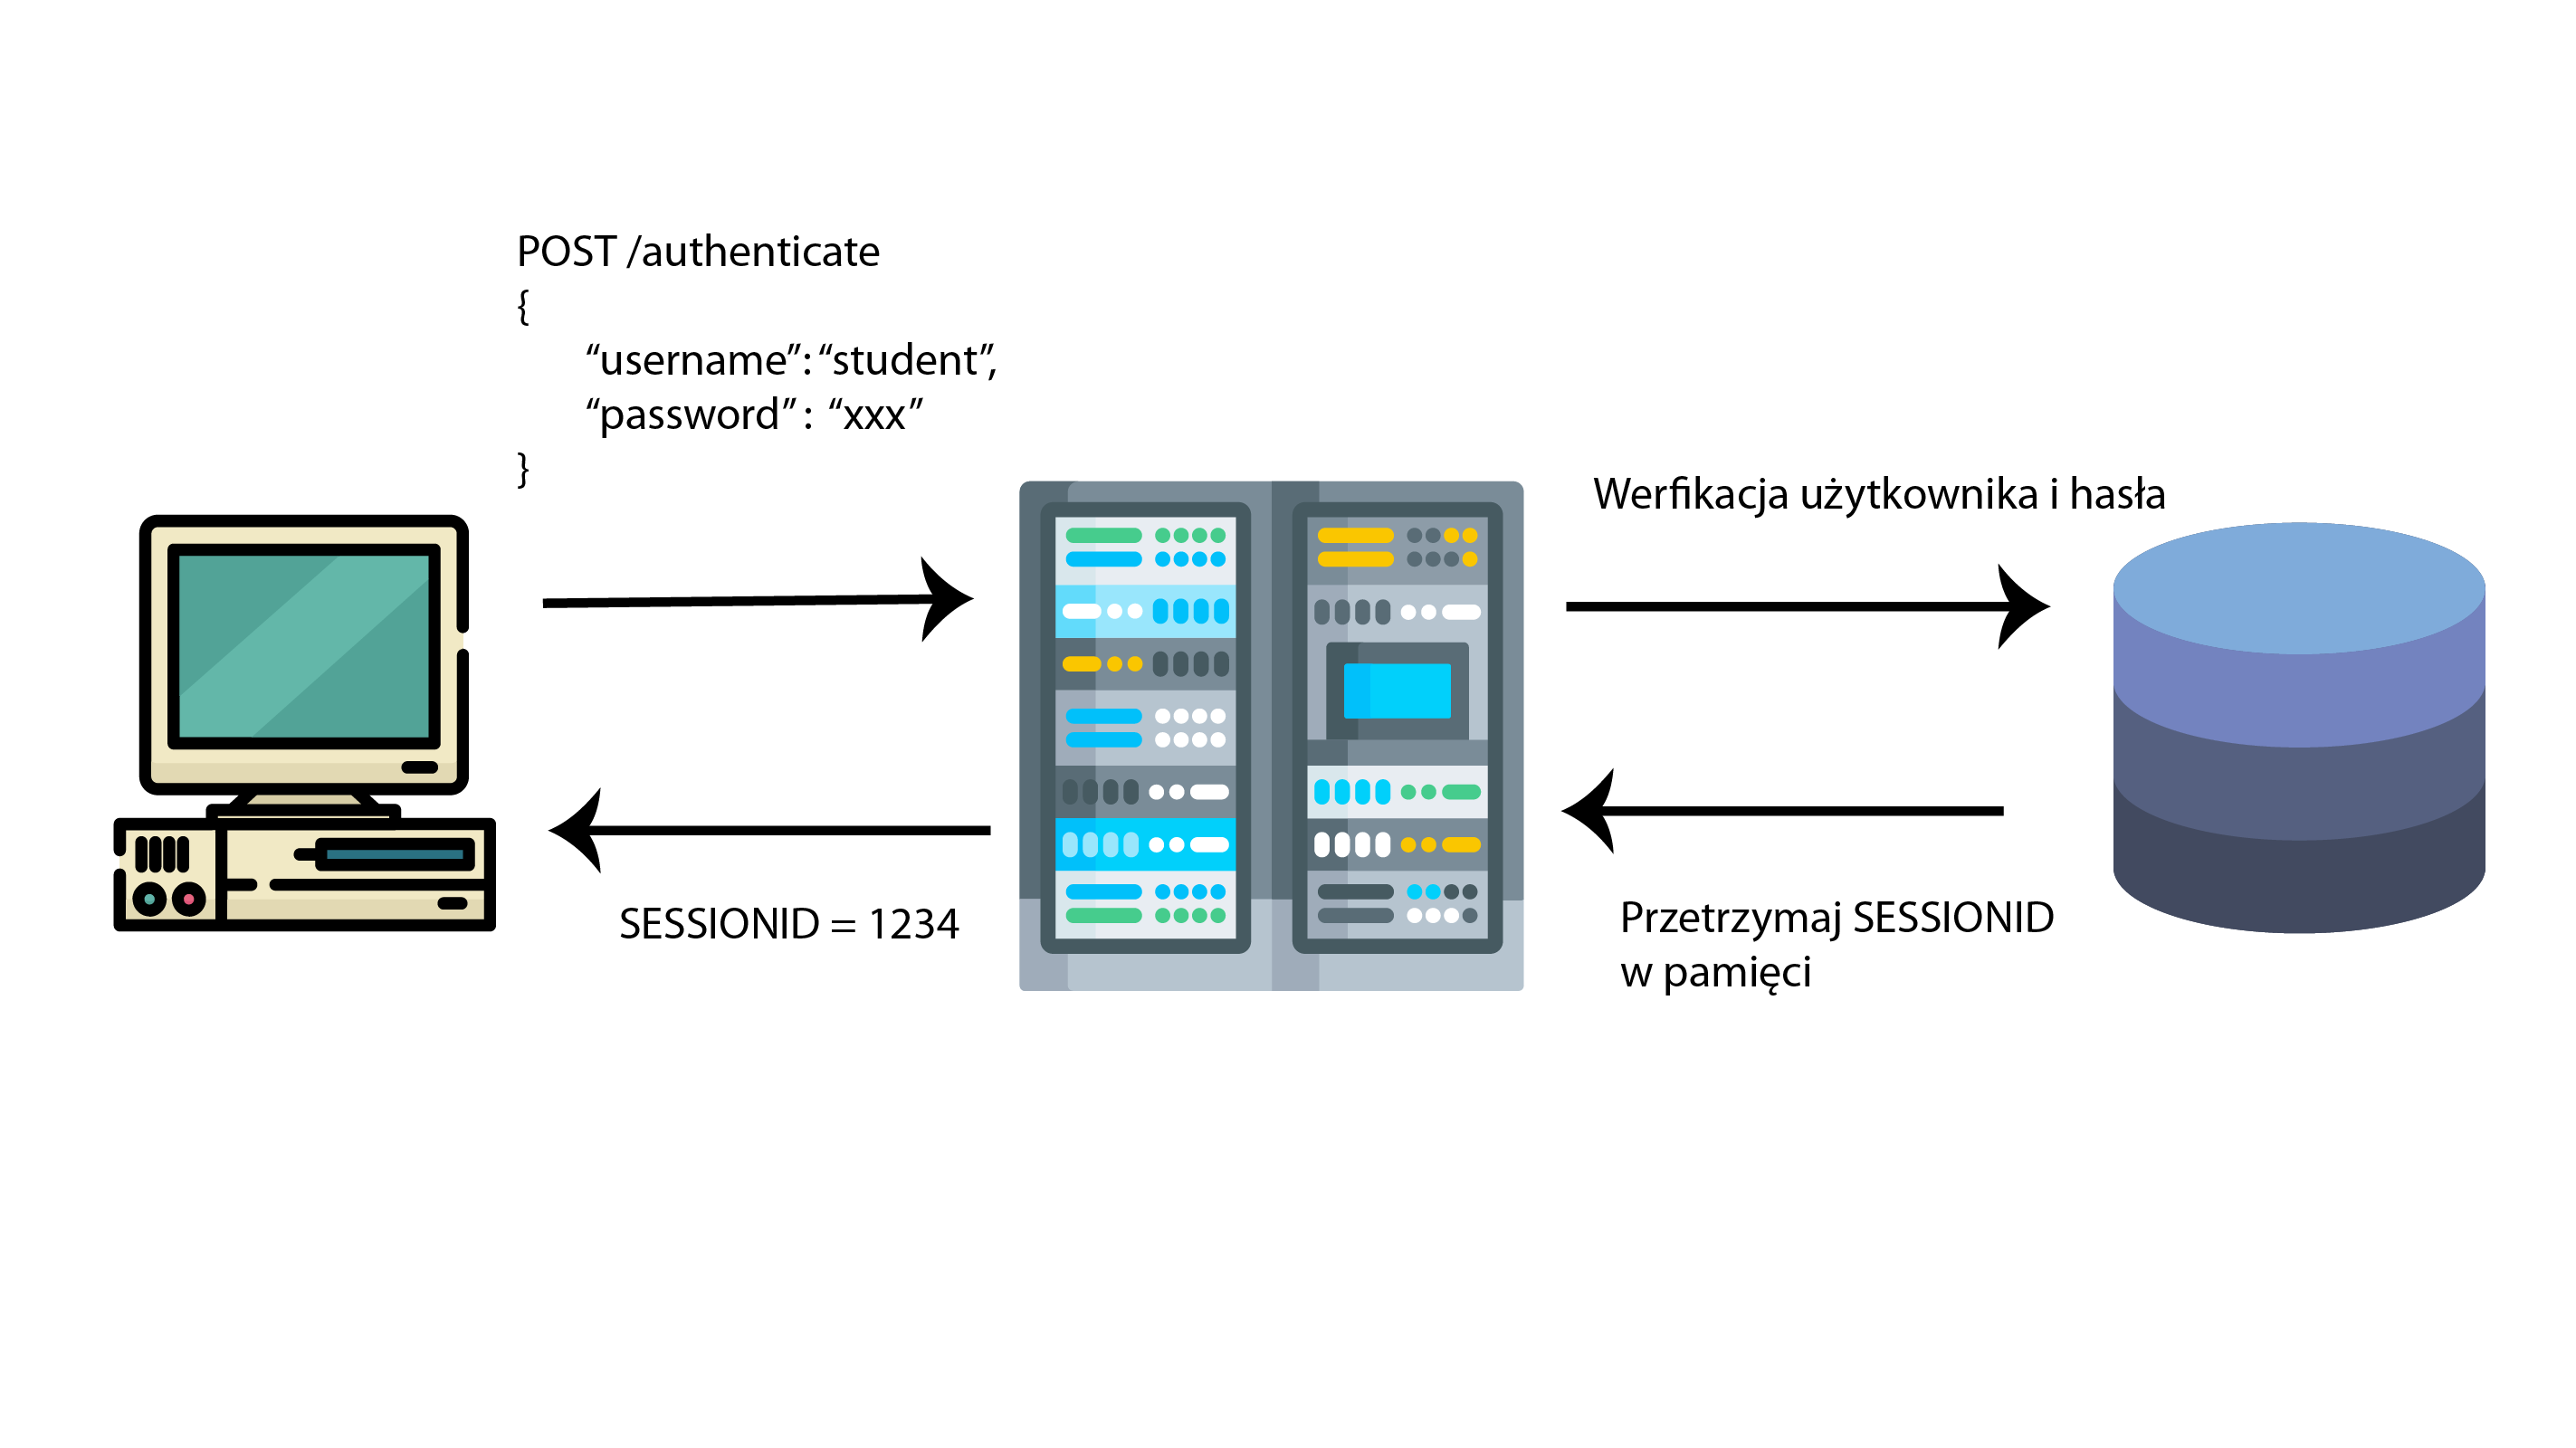 POST /authenticate
{
“username”: “student”,
“password” : “xxx”
}
Werfikacja użytkownika i hasła
SESSIONID = 1234
Przetrzymaj SESSIONID
w pamięci